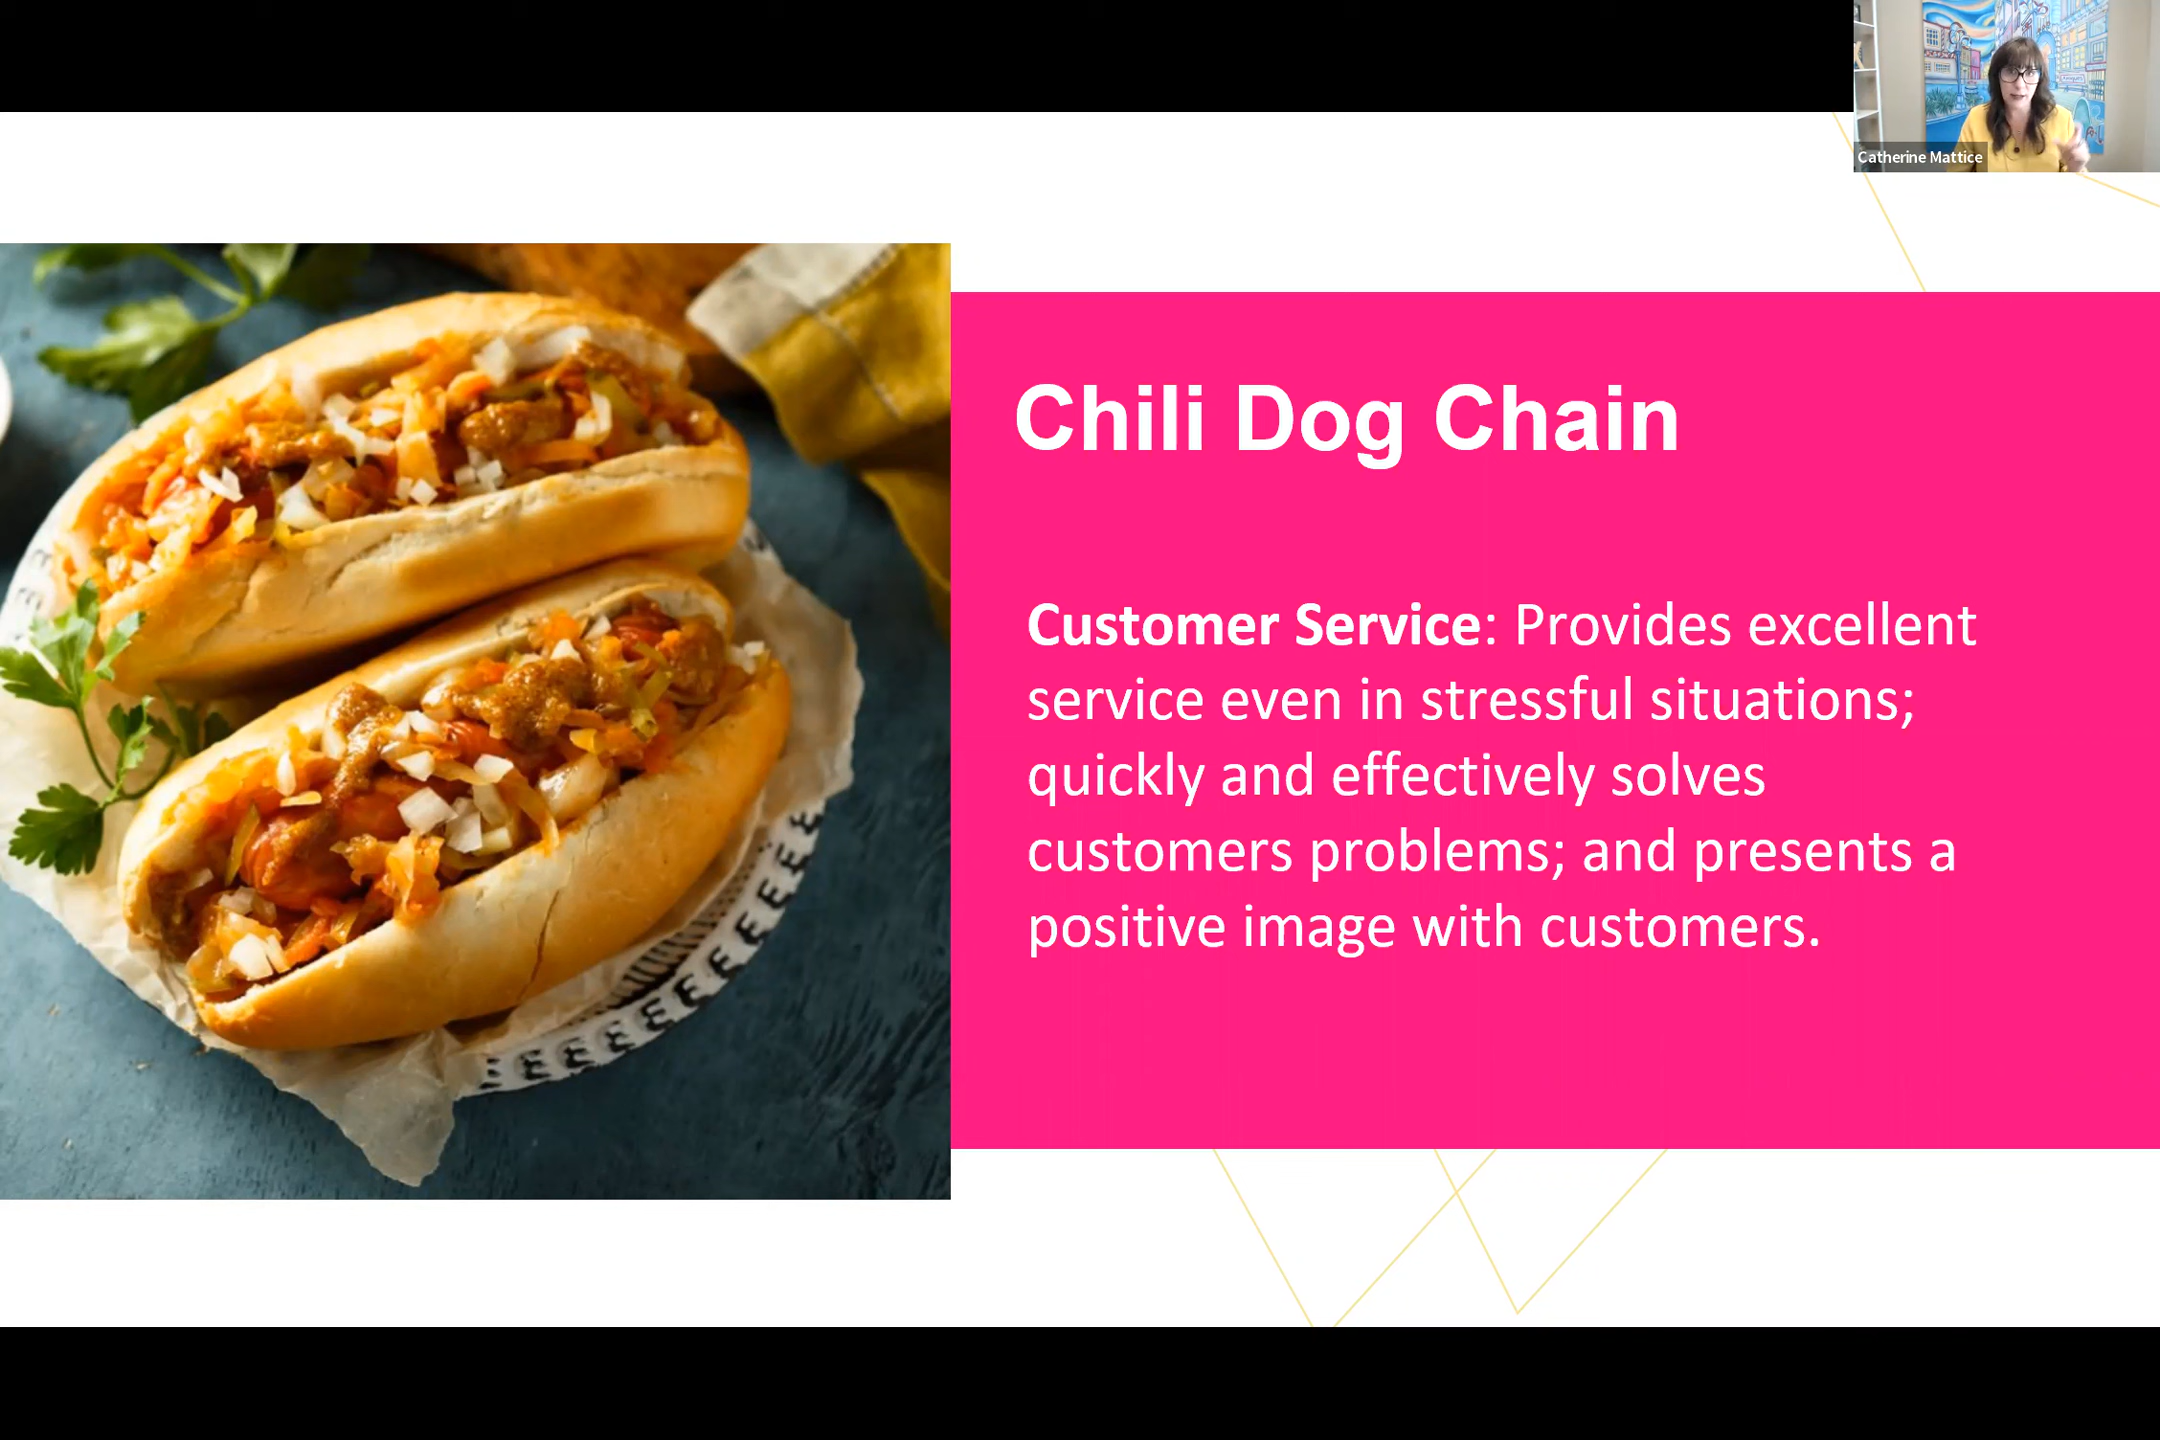 Catherine Mattice
Chili Dog Chain
Customer Service: Provides excellent
service even in stressful situations;
quickly and effectively solves
customers problems; and presents a
positive image with customers.